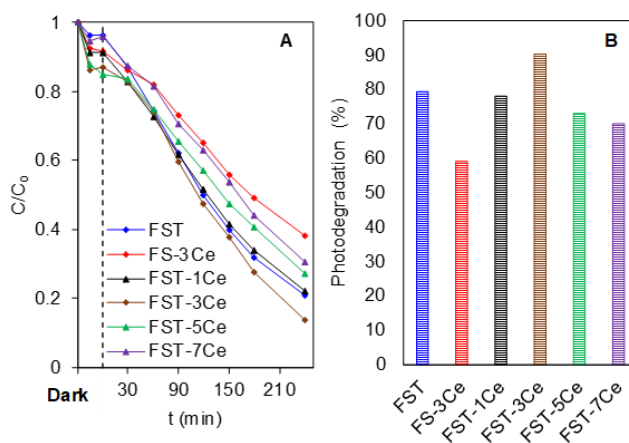 A
C/C0
1
0.8
0.6
0.4
0.2
0
FST
FS-3Ce
FST-1Ce
FST-3Ce
FST-5Ce
FST-7Ce
Dark
30
90
150
210
t (min)
B
Photodegradation (%)
100
90
80
70
60
50
40
30
20
10
0
FST
FS-3Ce
FST-1Ce
FST-3Ce
FST-5Ce
FST-7Ce